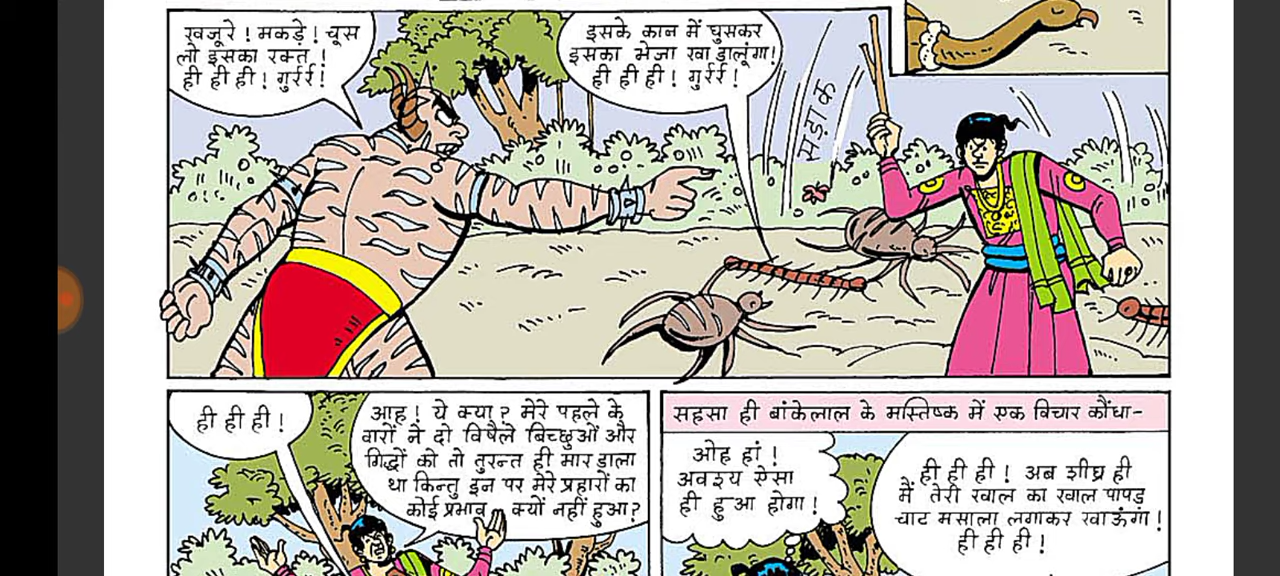 खजूरे ! मकड़े ! चूस
लो इसका रक्त !
ही ही ही ! गुर्रर्र !
इसके कान में घुसकर
इसका भेजा खा डालूंगा !
ही ही ही ! गुर्रर्र !
सड़ाक
ही ही ही !
आह ! ये क्या ? मेरे पहले के
वारों ने दो विषैले बिच्छुओं और
गिद्धों को तो तुरन्त ही मार डाला
था किन्तु इन पर मेरे प्रहारों का
कोई प्रभाव क्यों नहीं हुआ ?
सहसा ही बांकेलाल के मस्तिष्क में एक विचार कौंधा-
ओह हां !
अवश्य ऐसा
ही हुआ होगा !
ही ही ही ! अब शीघ्र ही
मैं तेरी खाल का खाल पापड़
चाट मसाला लगाकर खाऊंगा !
ही ही ही !